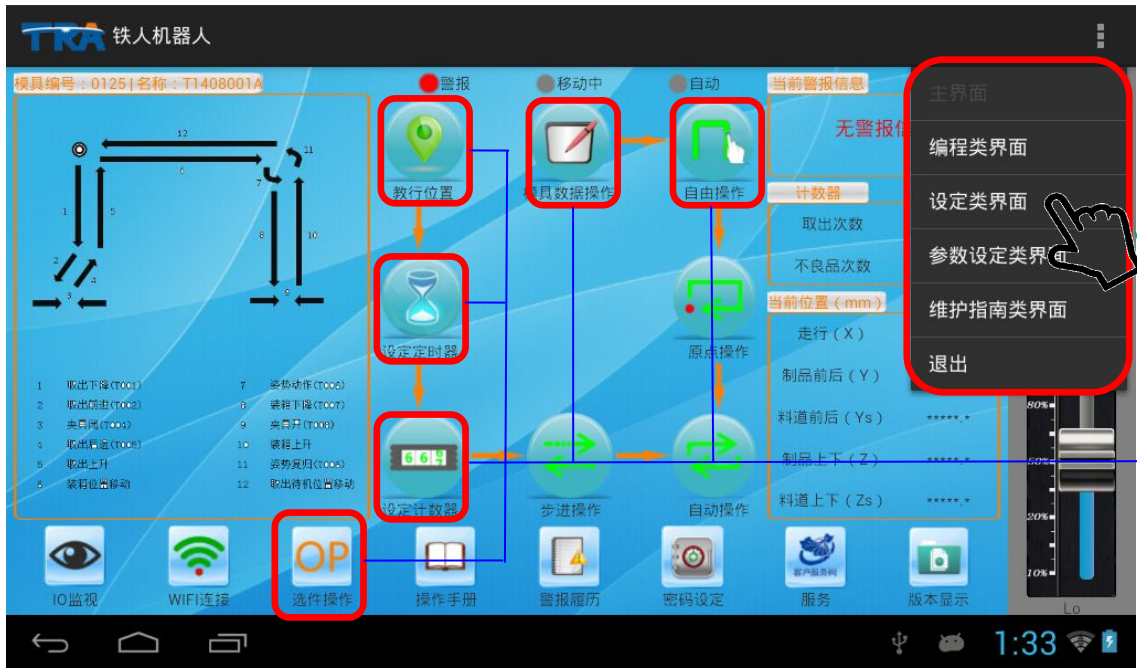 TRA 铁人机器人
模具编号：0125|名称：T1408001A
警报
移动中
自动
当前警报信息
主界面
无警报信
编程类界面
12
11
6
7
教行位置
模具数据操作
自由操作
计数器
设定类界面
1
5
8
10
取出次数
参数设定类界
2
4
不良品次数
3
9
当前位置（mm）
维护指南类界面
走行（X）
设定定时器
原点操作
退出
制品前后（Y）
1 取出下降(T001)
7 姿势动作(T005)
2 取出前进(T002)
8 装箱下降(T007)
80%
3 夹具闭(T004)
9 夹具开(T008)
料道前后（Ys） *****.*
4 取出后退(T005)
10 装箱上升
5 取出上升
11 姿势复归(T005)
667
制品上下（Z） *****.*
50%
6 装箱位置移动
12 取出待机位置移动
料道上下（Zs） *****.*
设定计数器
步进操作
自动操作
20%
OP
客户服务网
10%
IO监视
WIFI连接
选件操作
操作手册
警报履历
密码设定
服务
版本显示
Lo
1:33